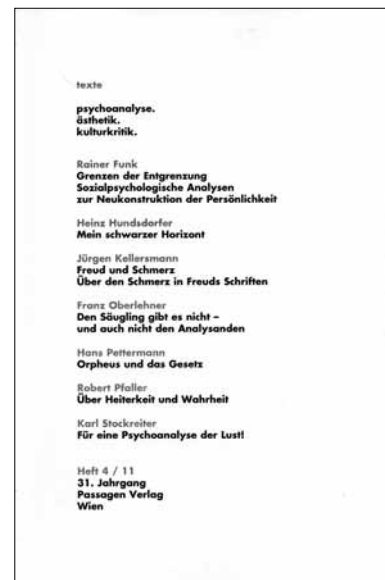 texte
psychoanalyse.
ästhetik.
kulturkritik.
Rainer Funk
Grenzen der Entgrenzung
Sozialpsychologische Analysen
zur Neukonstruktion der Persönlichkeit
Heinz Hundsdorfer
Mein schwarzer Horizont
Jürgen Kellersmann
Freud und Schmerz
Über den Schmerz in Freuds Schriften
Franz Oberlehner
Den Säugling gibt es nicht –
und auch nicht den Analysanden
Hans Pettermann
Orpheus und das Gesetz
Robert Pfaller
Über Heiterkeit und Wahrheit
Karl Stockreiter
Für eine Psychoanalyse der Lust!
Heft 4 / 11
31. Jahrgang
Passagen Verlag
Wien